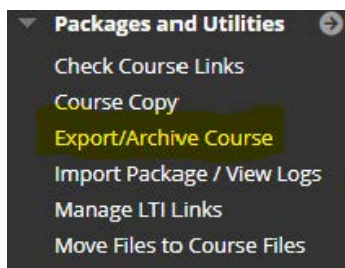 Packages and Utilities
Check Course Links
Course Copy
Export/Archive Course
Import Package / View Logs
Manage LTI Links
Move Files to Course Files